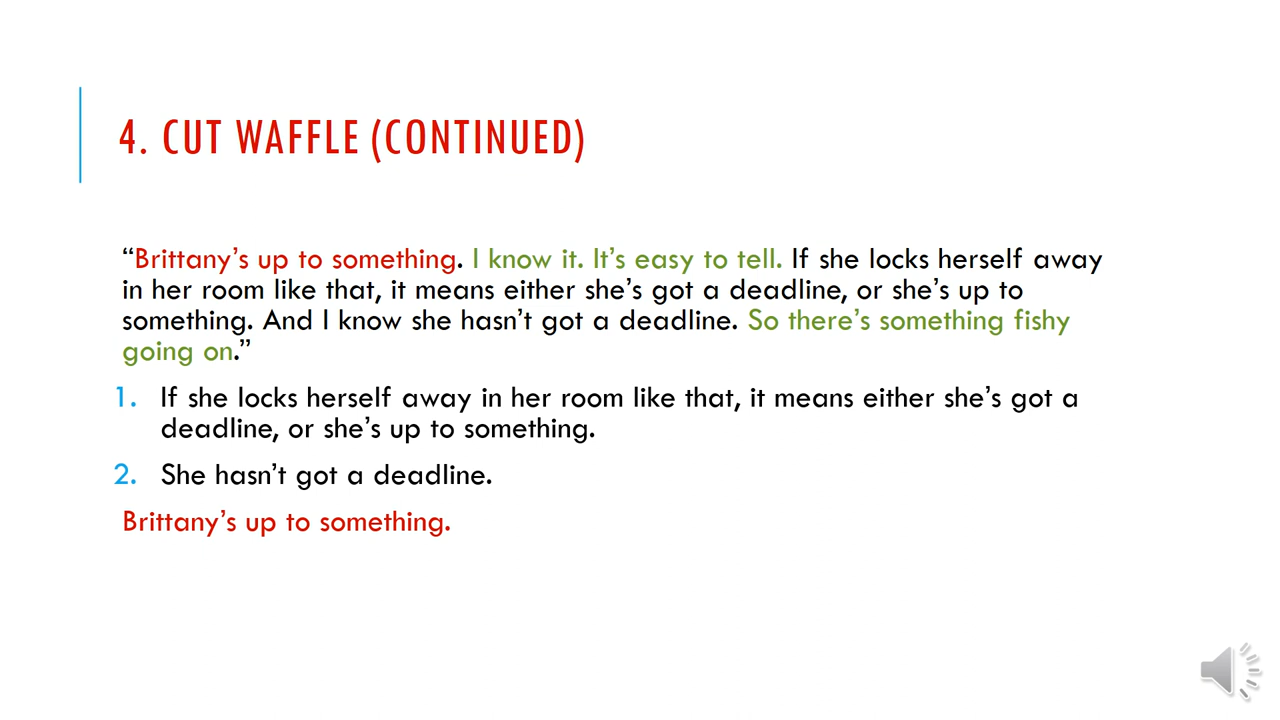 4. CUT WAFFLE (CONTINUED)
“Brittany’s up to something. I know it. It’s easy to tell. If she locks herself away
in her room like that, it means either she’s got a deadline, or she’s up to
something. And I know she hasn’t got a deadline. So there’s something fishy
going on.”
1. If she locks herself away in her room like that, it means either she’s got a
deadline, or she’s up to something.
2. She hasn’t got a deadline.
Brittany’s up to something.